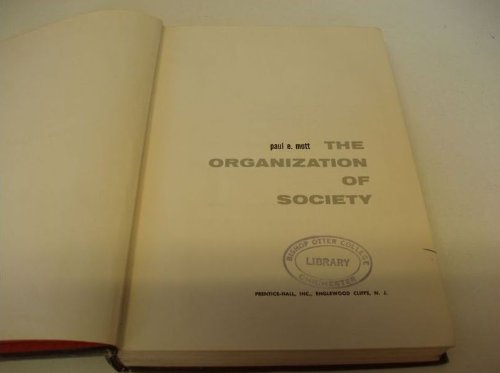 paul e. mott THE
ORGANIZATION
OF
SOCIETY
BISHOP OTTER COLLEGE
LIBRARY
CHICHESTER
PRENTICE-HALL, INC., ENGLEWOOD CLIFFS, N. J.